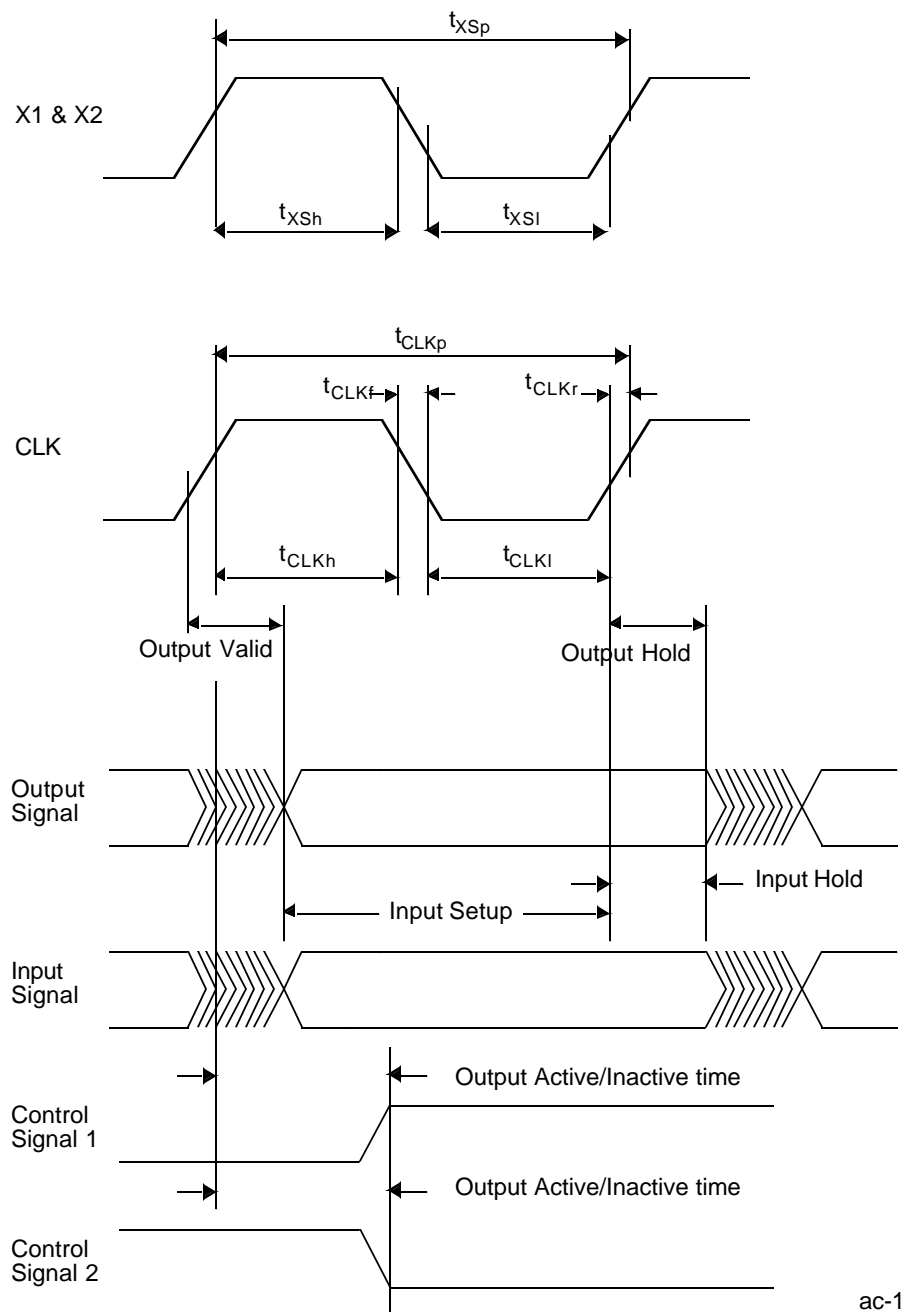 tXSp
X1 & X2
tXSh
tXSl
tCLKp
tCLKf
tCLKr
CLK
tCLKh
tCLKl
Output Valid
Output Hold
Output
Signal
Input Hold
Input Setup
Input
Signal
Output Active/Inactive time
Control
Signal 1
Output Active/Inactive time
Control
Signal 2
ac-1